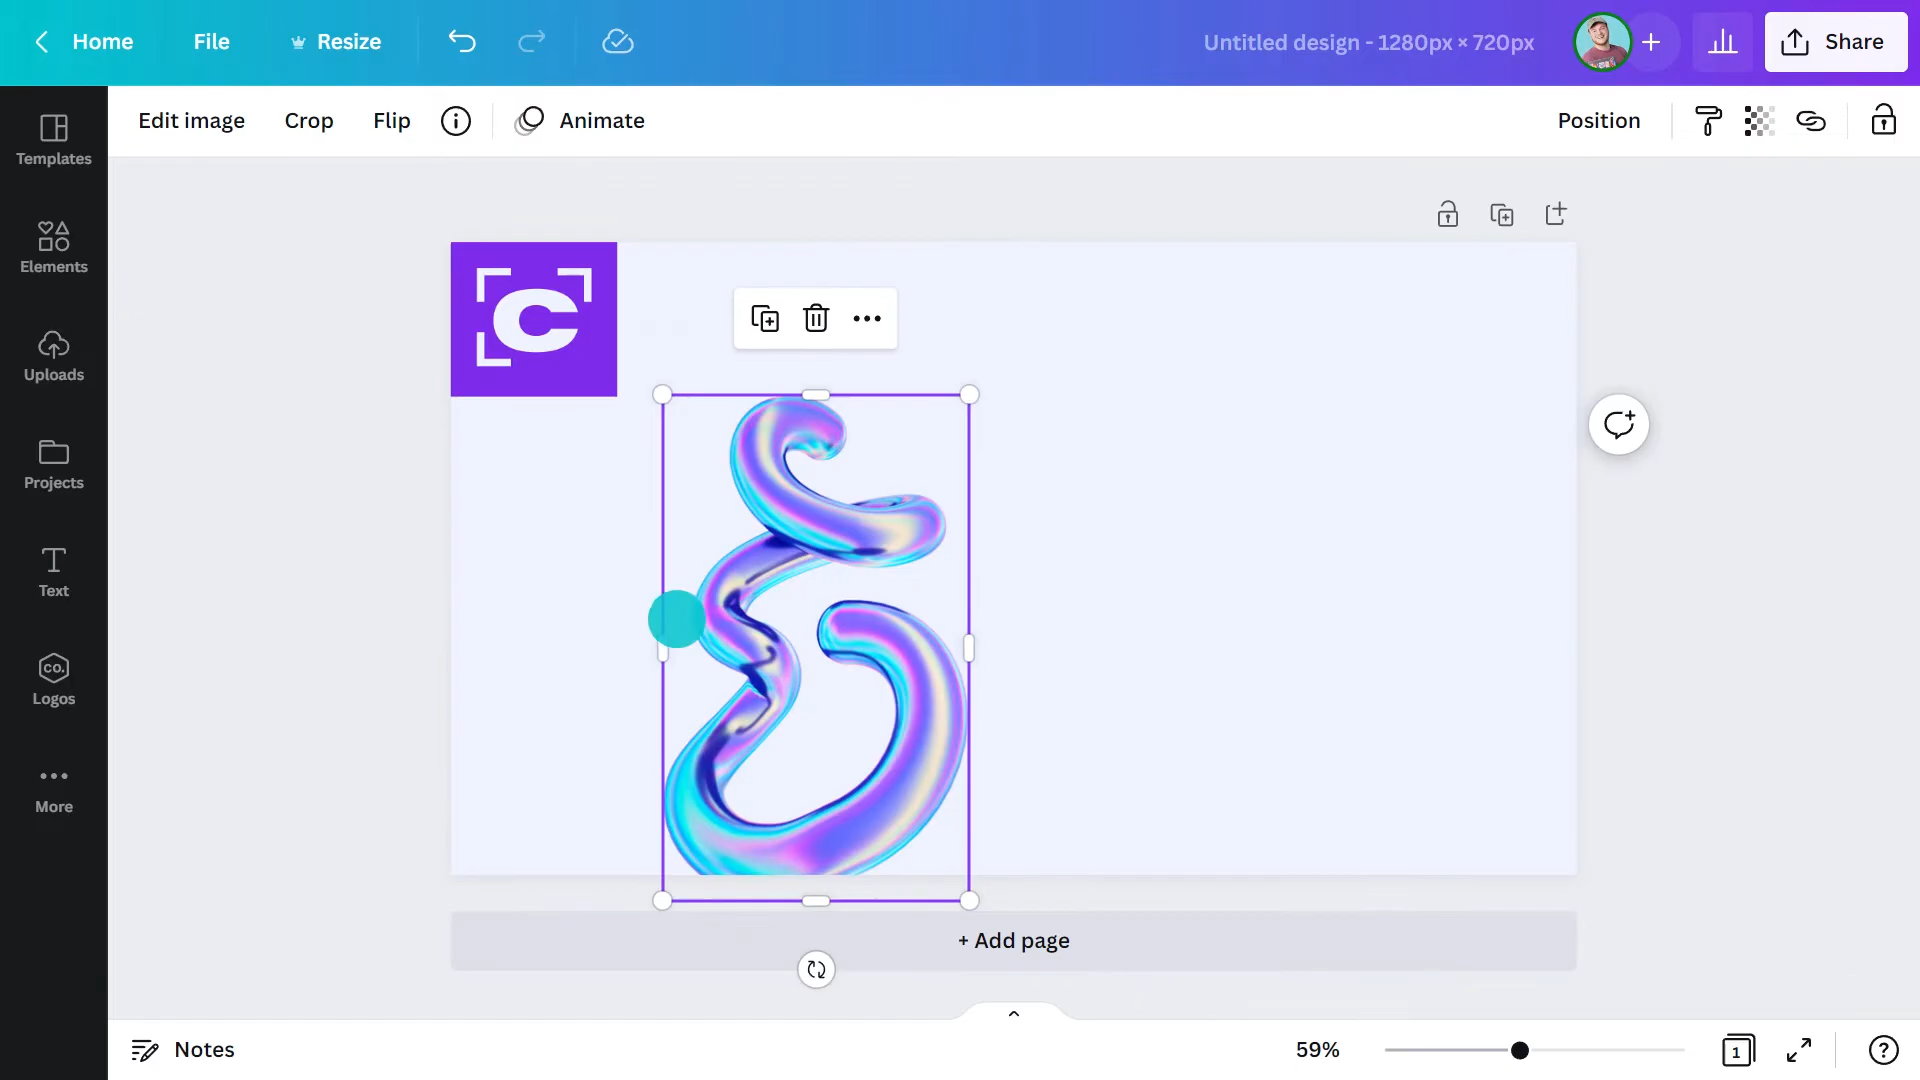 Home File Resize Untitled design - 1280px × 720px Share
Edit image Crop Flip Animate Position
Templates
Elements
Uploads
Projects
Text
CO.
Logos
More
C
+ Add page
Notes 59% 1